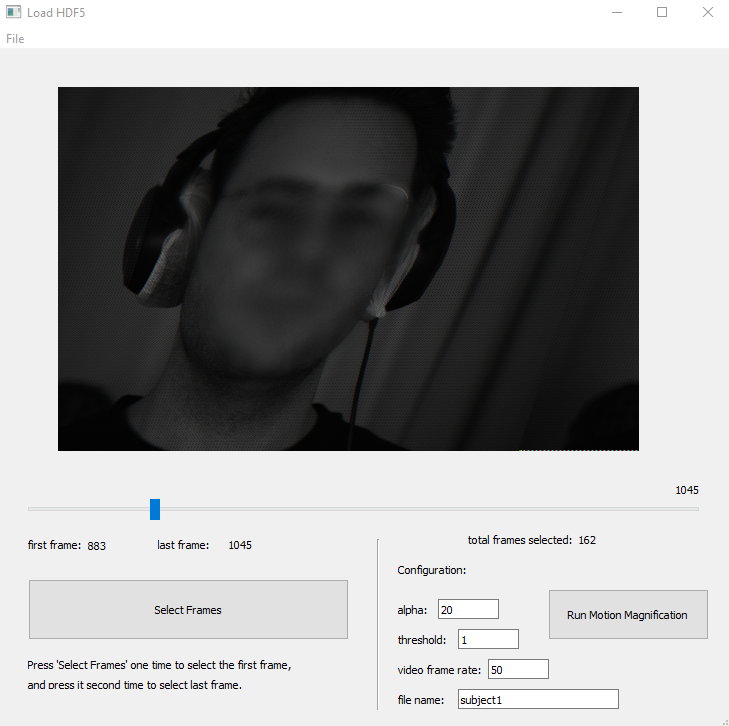 Load HDF5
File
1045
first frame: 883 last frame: 1045
total frames selected: 162
Configuration:
Select Frames
alpha: 20
Run Motion Magnification
threshold: 1
Press 'Select Frames' one time to select the first frame,
and press it second time to select last frame.
video frame rate: 50
file name: subject1